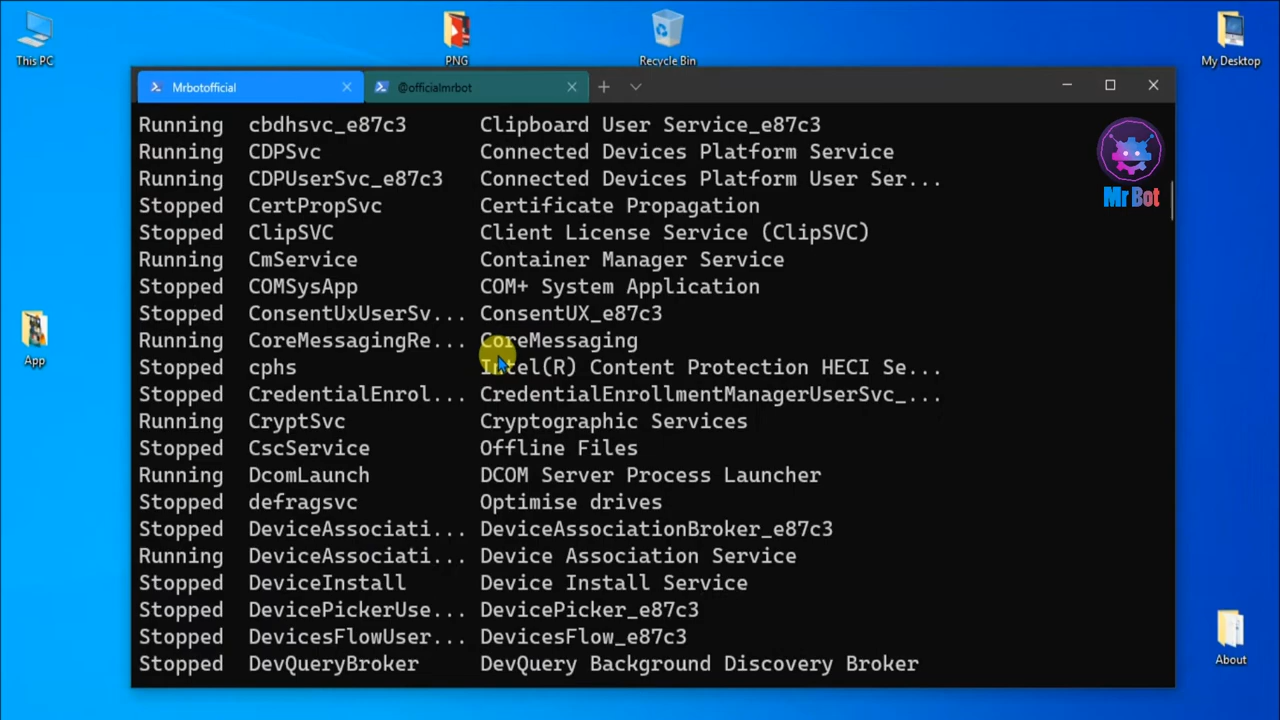 This PC
PNG
Recycle Bin
My Desktop
Mrbotofficial
@officialmrbot
Running cbdhsvc_e87c3 Clipboard User Service_e87c3
Running CDPSvc Connected Devices Platform Service
Running CDPUserSvc_e87c3 Connected Devices Platform User Ser...
Stopped CertPropSvc Certificate Propagation
Stopped ClipSVC Client License Service (ClipSVC)
Running CmService Container Manager Service
Stopped COMSysApp COM+ System Application
Stopped ConsentUxUserSv... ConsentUX_e87c3
Running CoreMessagingRe... CoreMessaging
Stopped cphs Intel(R) Content Protection HECI Se...
Stopped CredentialEnrol... CredentialEnrollmentManagerUserSvc_...
Running CryptSvc Cryptographic Services
Stopped CscService Offline Files
Running DcomLaunch DCOM Server Process Launcher
Stopped defragsvc Optimise drives
Stopped DeviceAssociati... DeviceAssociationBroker_e87c3
Running DeviceAssociati... Device Association Service
Stopped DeviceInstall Device Install Service
Stopped DevicePickerUse... DevicePicker_e87c3
Stopped DevicesFlowUser... DevicesFlow_e87c3
Stopped DevQueryBroker DevQuery Background Discovery Broker
Mr Bot
App
About